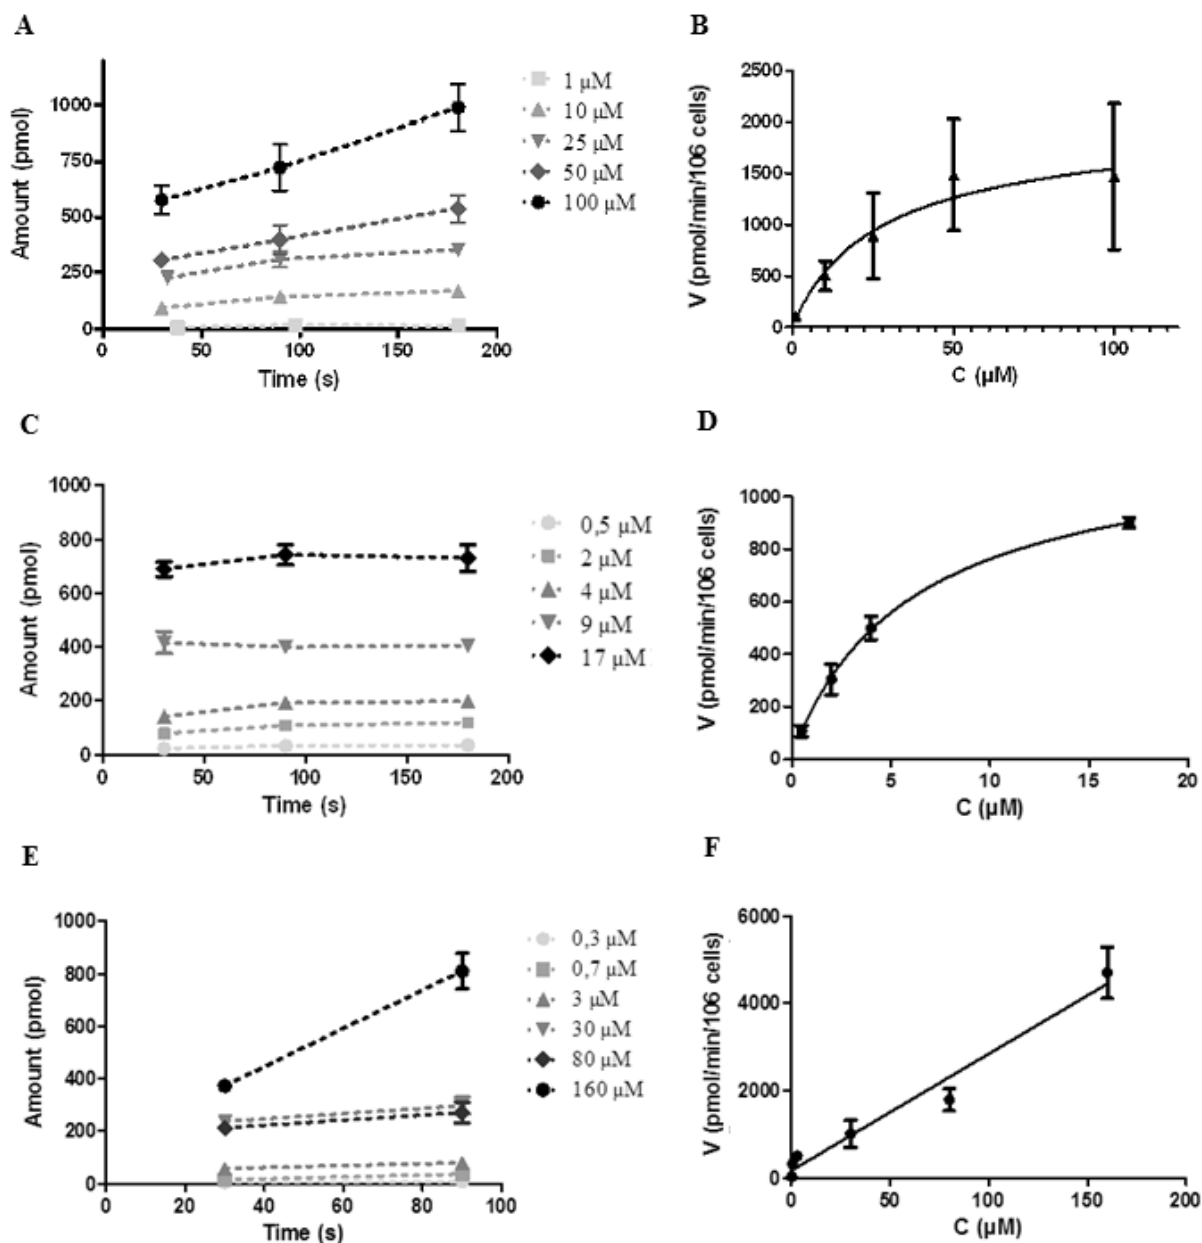 A
Amount (pmol)
1000
750
500
250
0
0 50 100 150 200
Time (s)
1 µM
10 µM
25 µM
50 µM
100 µM
B
V (pmol/min/106 cells)
2500
2000
1500
1000
500
0
0 50 100
C (µM)
C
Amount (pmol)
1000
800
600
400
200
0
0 50 100 150 200
Time (s)
0,5 µM
2 µM
4 µM
9 µM
17 µM
D
V (pmol/min/106 cells)
1000
800
600
400
200
0
0 5 10 15 20
C (µM)
E
Amount (pmol)
1000
800
600
400
200
0
0 20 40 60 80 100
Time (s)
0,3 µM
0,7 µM
3 µM
30 µM
80 µM
160 µM
F
V (pmol/min/106 cells)
6000
4000
2000
0
0 50 100 150 200
C (µM)